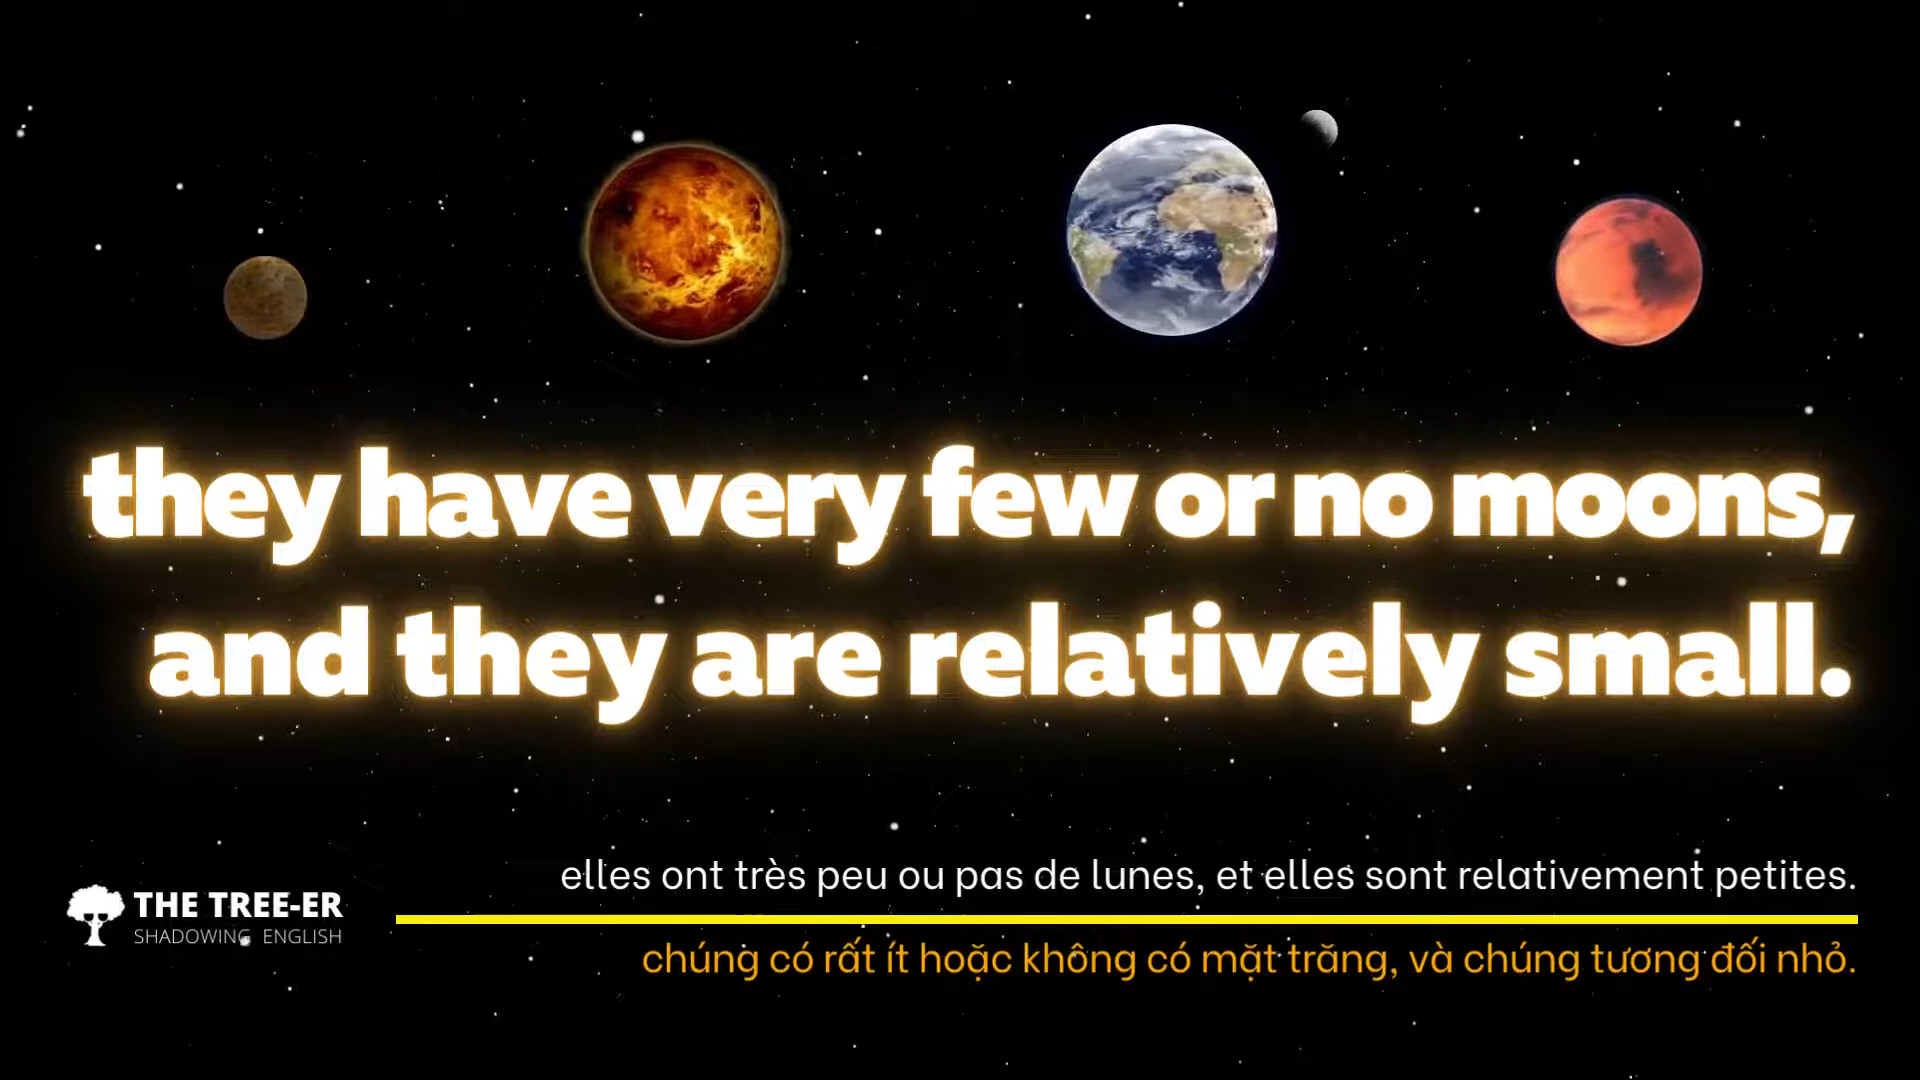 they have very few or no moons,
and they are relatively small.
elles ont très peu ou pas de lunes, et elles sont relativement petites.
THE TREE-ER
SHADOWING ENGLISH
chúng có rất ít hoặc không có mặt trăng, và chúng tương đối nhỏ.